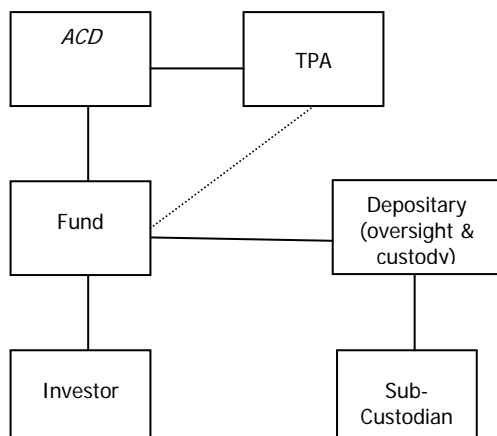 ACD
TPA
Fund
Depositary
(oversight &
custody)
Investor
Sub-
Custodian